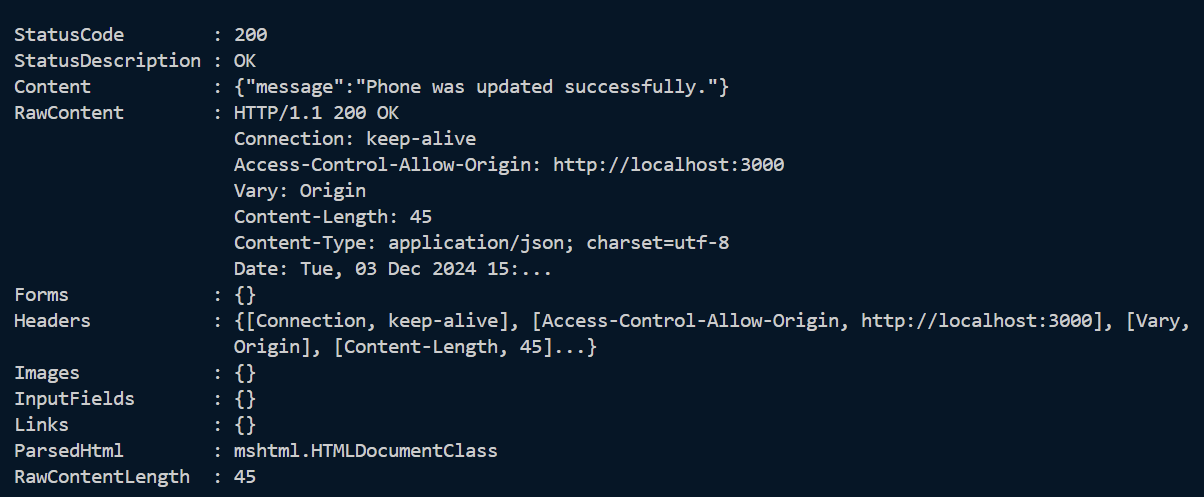 StatusCode        : 200
StatusDescription : OK
Content           : {"message":"Phone was updated successfully."}
RawContent        : HTTP/1.1 200 OK
                    Connection: keep-alive
                    Access-Control-Allow-Origin: http://localhost:3000
                    Vary: Origin
                    Content-Length: 45
                    Content-Type: application/json; charset=utf-8
                    Date: Tue, 03 Dec 2024 15:...
Forms             : {}
Headers           : {[Connection, keep-alive], [Access-Control-Allow-Origin, http://localhost:3000], [Vary,
                    Origin], [Content-Length, 45]...}
Images            : {}
InputFields       : {}
Links             : {}
ParsedHtml        : mshtml.HTMLDocumentClass
RawContentLength  : 45